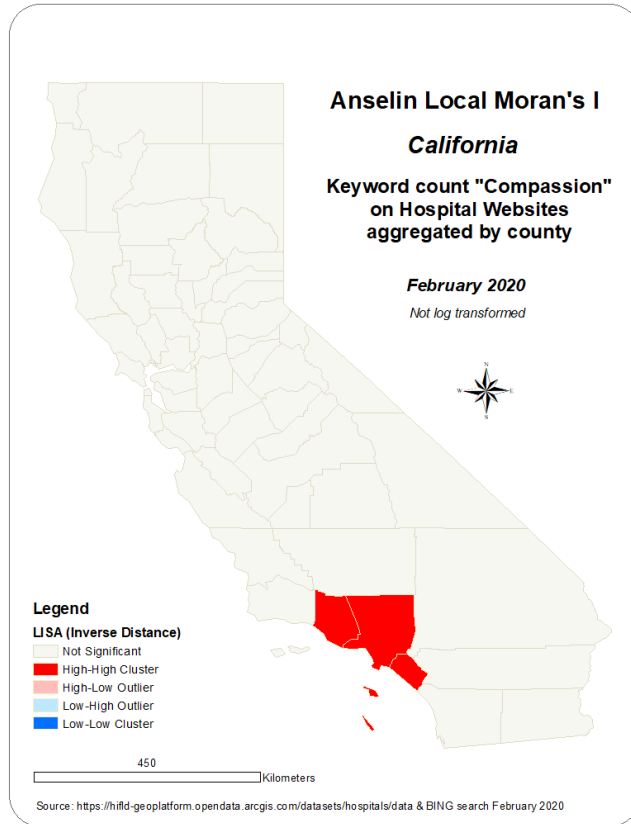 Anselin Local Moran's I
California
Keyword count "Compassion"
on Hospital Websites
aggregated by county
February 2020
Not log transformed
N
W E
S
Legend
LISA (Inverse Distance)
Not Significant
High-High Cluster
High-Low Outlier
Low-High Outlier
Low-Low Cluster
450
Kilometers
Source: https://hifld-geoplatform.opendata.arcgis.com/datasets/hospitals/data & BING search February 2020